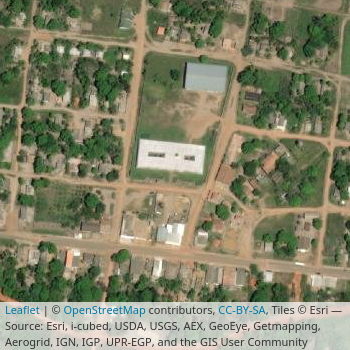 Leaflet | © OpenStreetMap contributors, CC-BY-SA, Tiles © Esri —
Source: Esri, i-cubed, USDA, USGS, AEX, GeoEye, Getmapping,
Aerogrid, IGN, IGP, UPR-EGP, and the GIS User Community